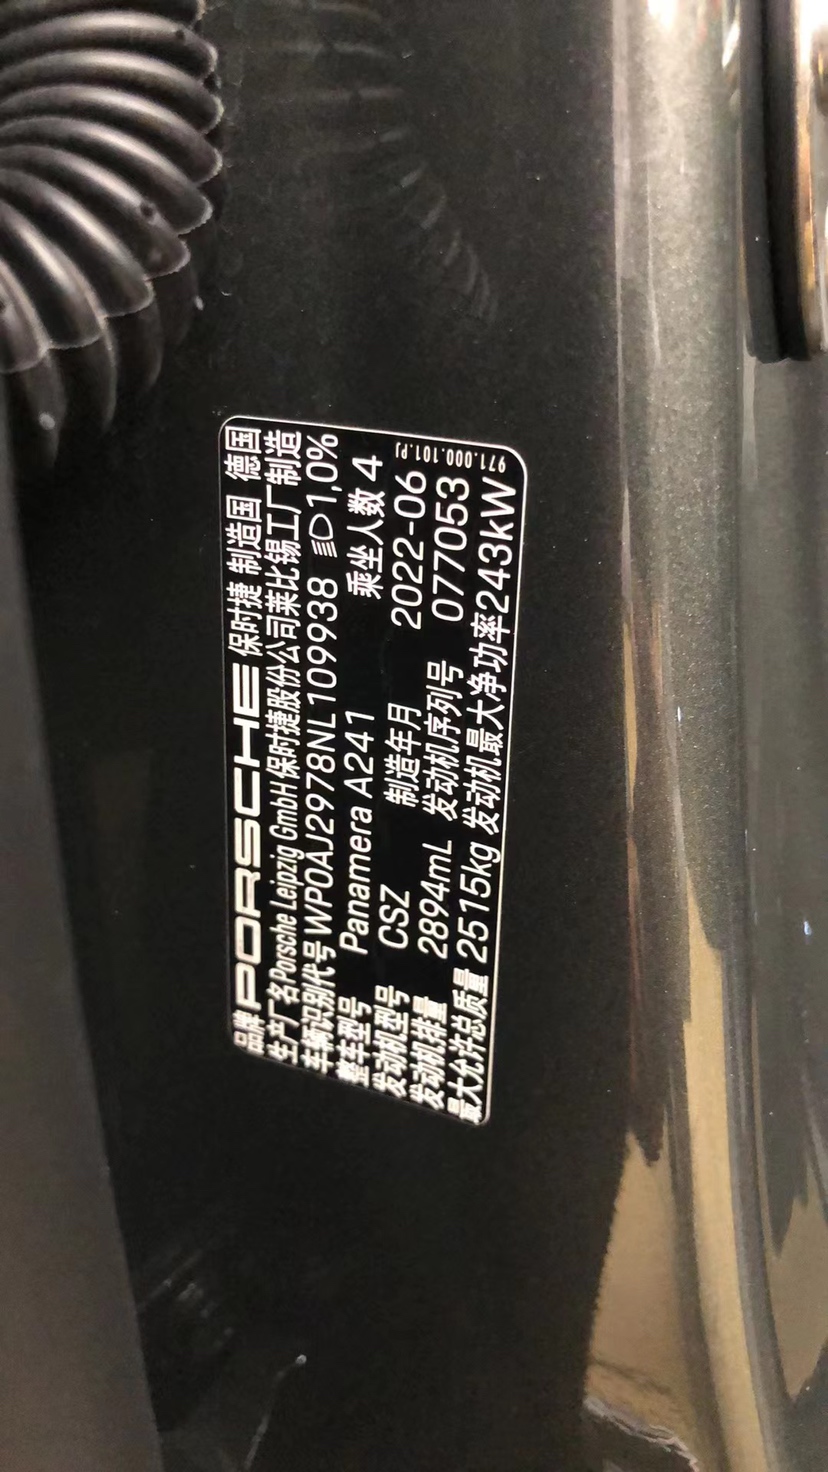 品牌 PORSCHE 保时捷 制造国 德国
生产厂名 Porsche Leipzig GmbH 保时捷股份公司莱比锡工厂制造
车辆识别代号 WP0AJ2978NL109938 1,0%
整车型号 Panamera A241 乘坐人数 4
发动机型号 CSZ 制造年月 2022-06
发动机排量 2894mL 发动机序列号 077053
最大允许总质量 2515kg 发动机最大净功率 243kW
971.000.101.PJ